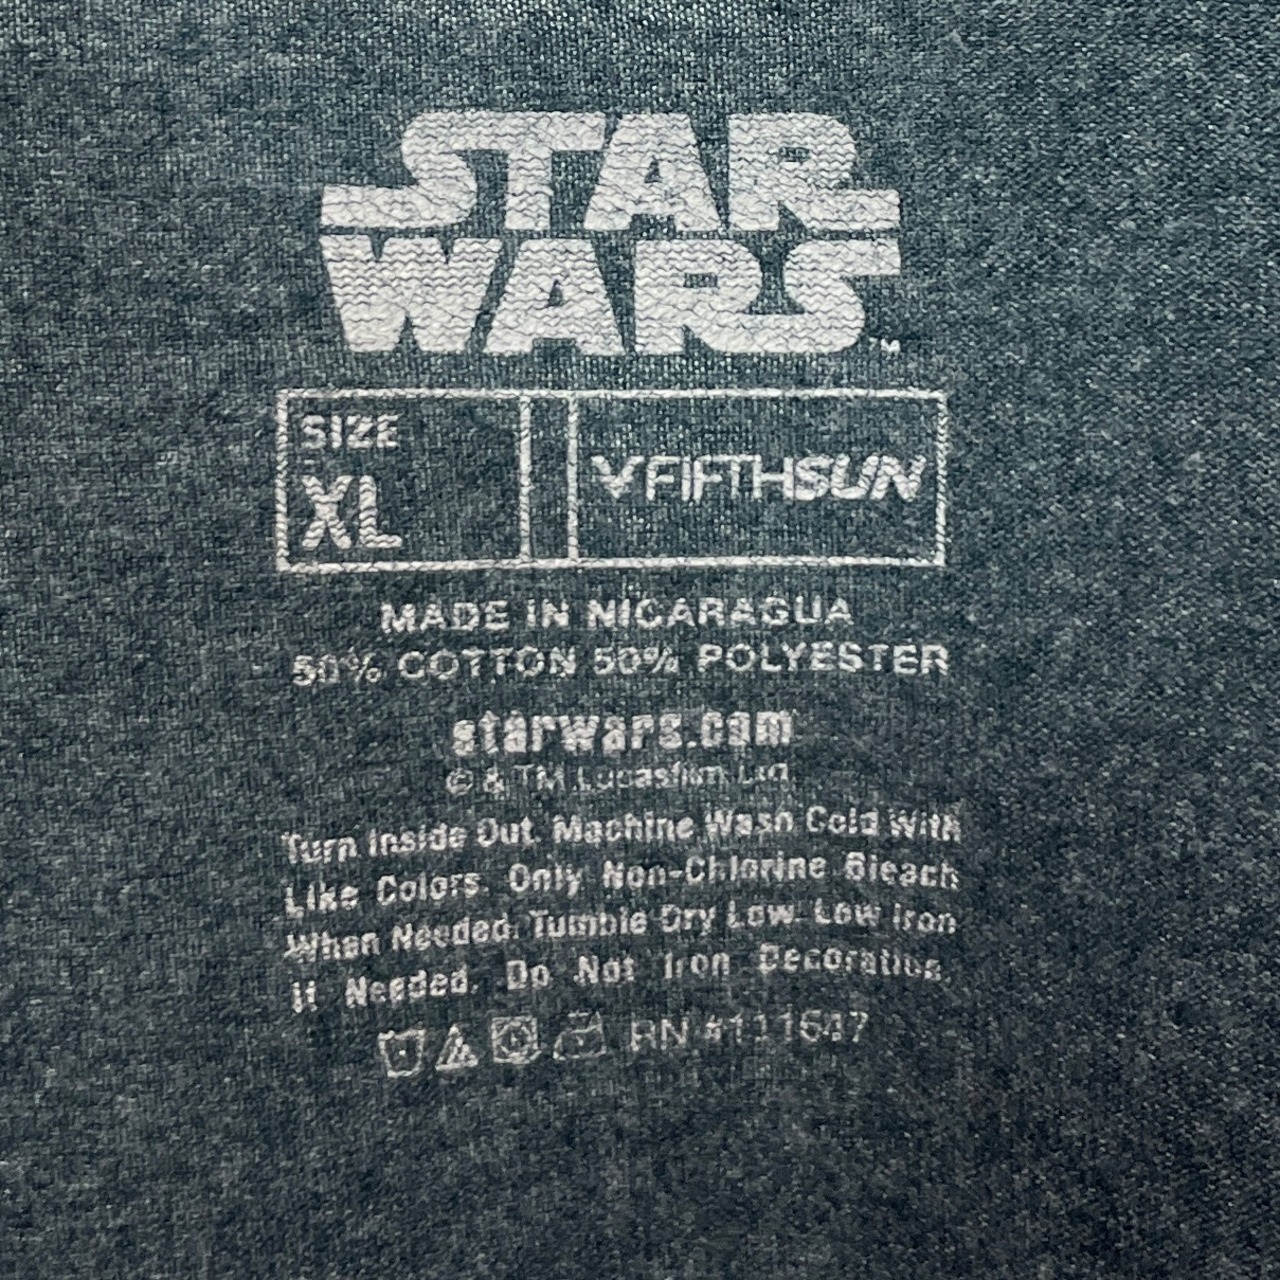 STAR
WARS
TM
SIZE
XL
FIFTHSUN
MADE IN NICARAGUA
50% COTTON 50% POLYESTER
starwars.com
© & TM Lucasfilm Ltd.
Turn Inside Out. Machine Wash Cold With
Like Colors. Only Non-Chlorine Bleach
When Needed. Tumble Dry Low. Low Iron
If Needed. Do Not Iron Decoration.
RN